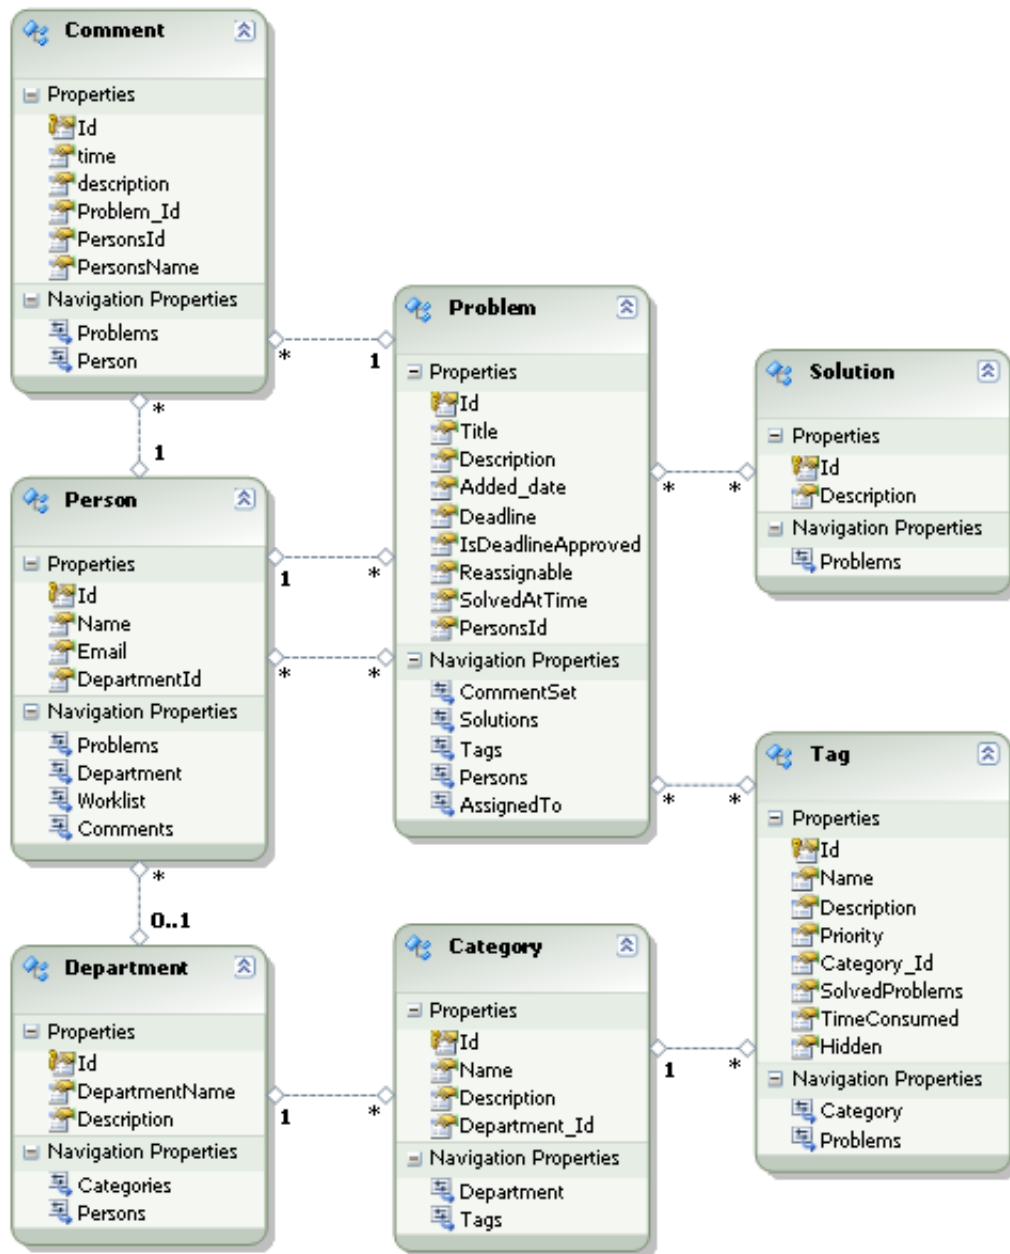 Comment
Properties
Id
time
description
Problem_Id
PersonsId
PersonsName
Navigation Properties
Problems
Person
* 1
*
1
Person
Properties
Id
Name
Email
DepartmentId
Navigation Properties
Problems
Department
Worklist
Comments
1 *
* *
*
0..1
Department
Properties
Id
DepartmentName
Description
Navigation Properties
Categories
Persons
1 *
Problem
Properties
Id
Title
Description
Added_date
Deadline
IsDeadlineApproved
Reassignable
SolvedAtTime
PersonsId
Navigation Properties
CommentSet
Solutions
Tags
Persons
AssignedTo
* *
* *
Category
Properties
Id
Name
Description
Department_Id
Navigation Properties
Department
Tags
1 *
Solution
Properties
Id
Description
Navigation Properties
Problems
Tag
Properties
Id
Name
Description
Priority
Category_Id
SolvedProblems
TimeConsumed
Hidden
Navigation Properties
Category
Problems